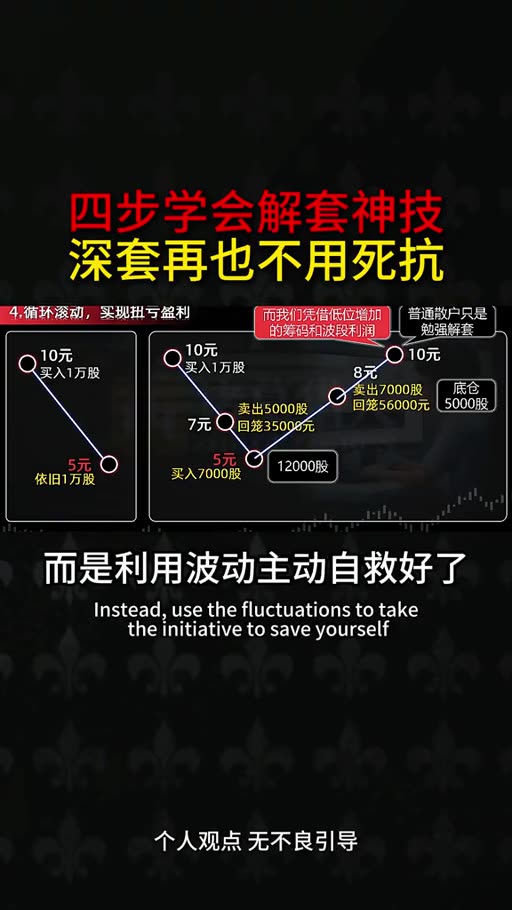 四步学会解套神技
深套再也不用死抗
4.循环滚动，实现扭亏盈利
而我们凭借低位增加
的筹码和波段利润
普通散户只是
勉强解套
10元
买入1万股
5元
依旧1万股
10元
买入1万股
7元
卖出5000股
回笼35000元
5元
买入7000股
12000股
8元
卖出7000股
回笼56000元
10元
底仓
5000股
而是利用波动主动自救好了
Instead, use the fluctuations to take
the initiative to save yourself
个人观点 无不良引导